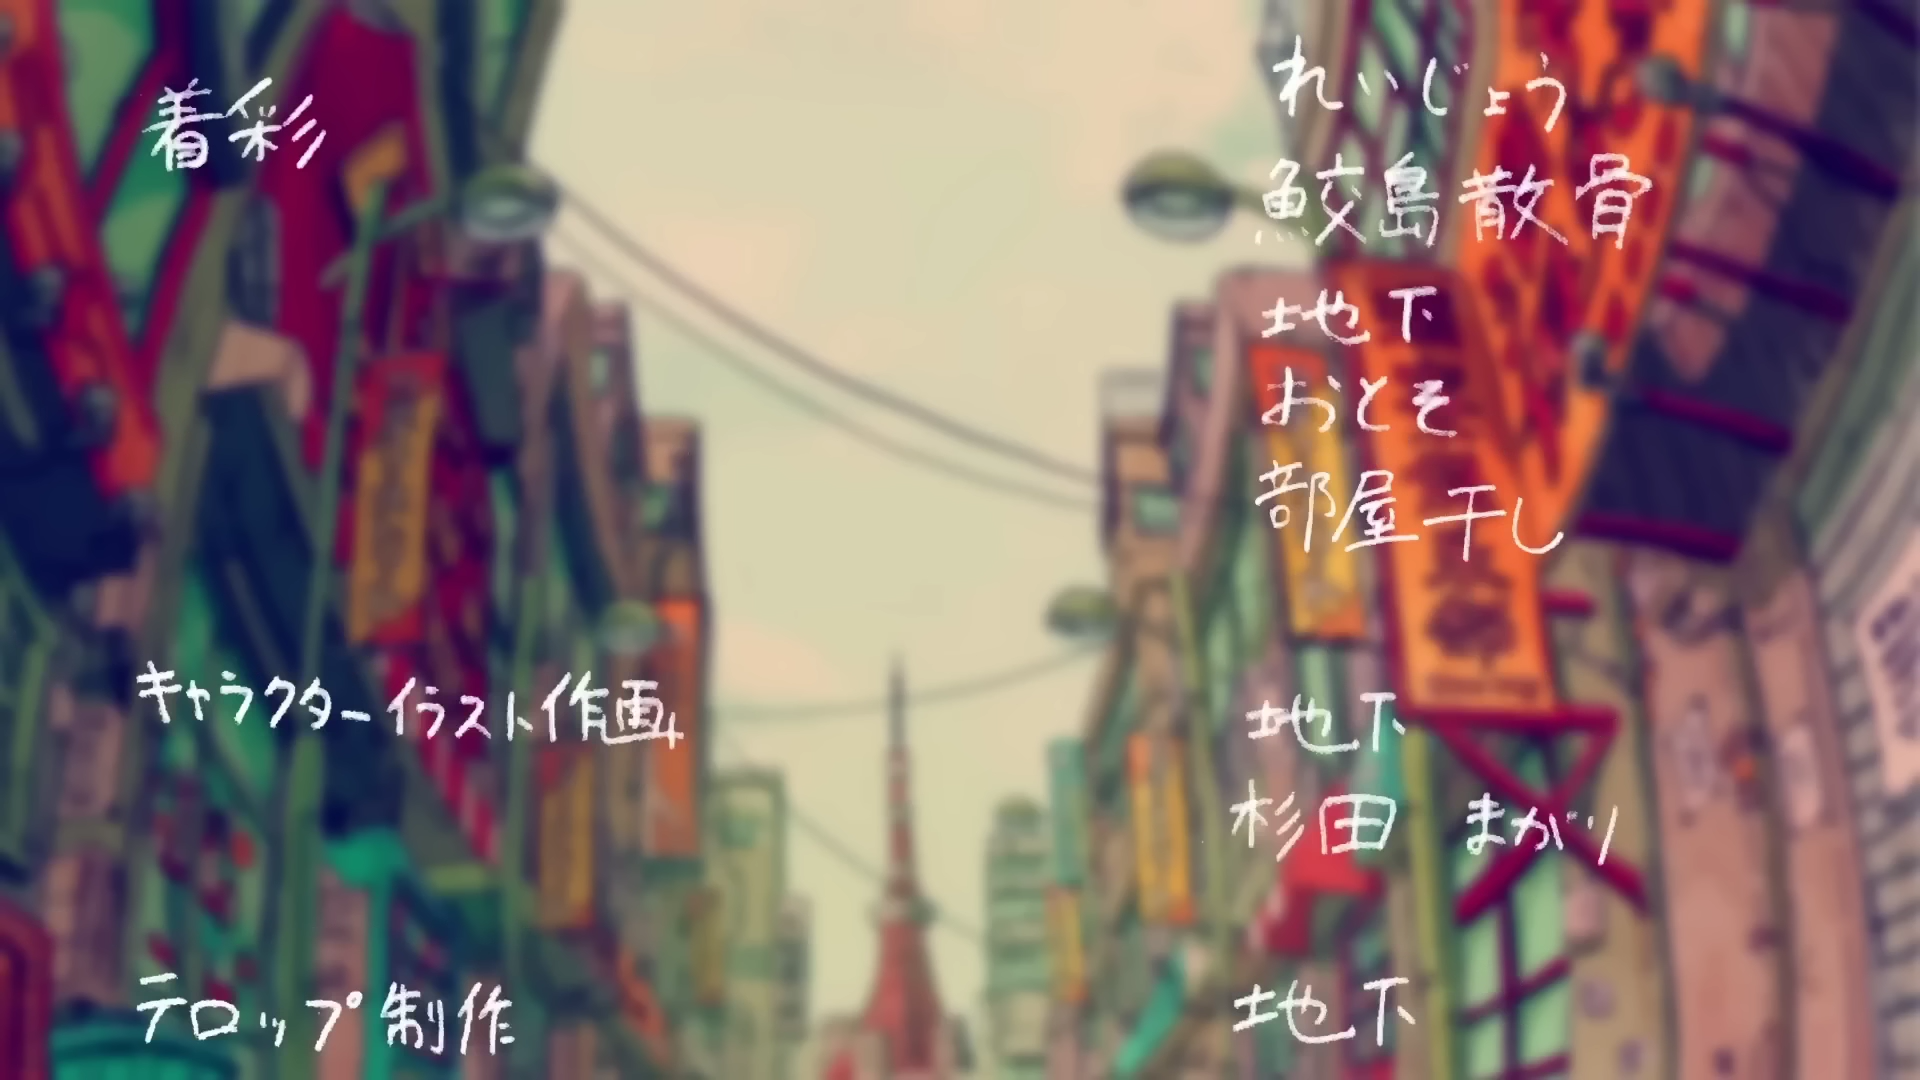 着彩
れいじょう
鮫島散骨
地下
おとそ
部屋干し
キャラクターイラスト作画
地下
杉田 まがり
テロップ制作
地下